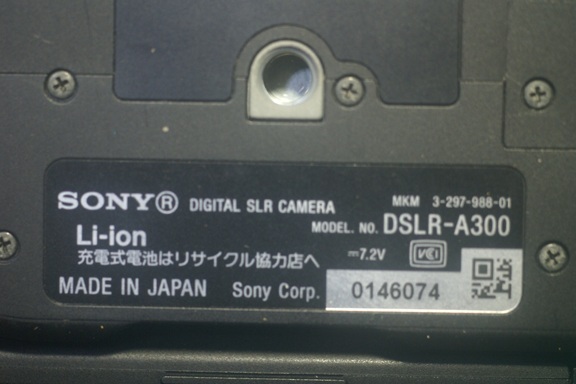 SONY® DIGITAL SLR CAMERA MKM 3-297-988-01
MODEL. NO. DSLR-A300
Li-ion
充電式電池はリサイクル協力店へ ⎓7.2V VCI
MADE IN JAPAN Sony Corp. 0146074